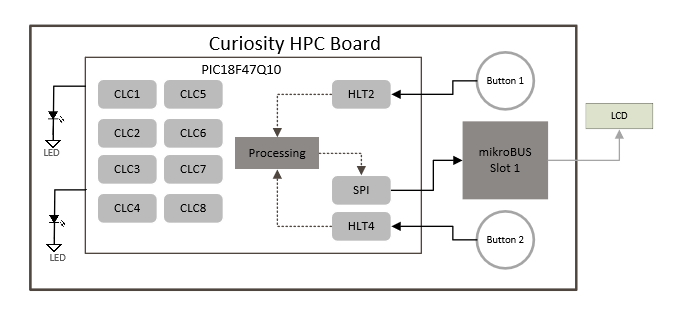 Curiosity HPC Board
PIC18F47Q10
CLC1
CLC5
CLC2
CLC6
CLC3
CLC7
CLC4
CLC8
LED
LED
HLT2
Processing
SPI
HLT4
Button 1
mikroBUS
Slot 1
Button 2
LCD